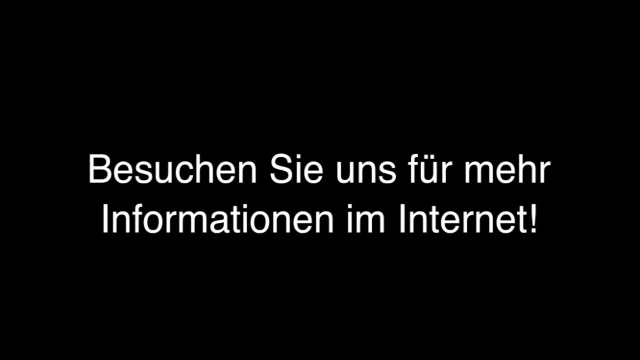 Besuchen Sie uns für mehr
Informationen im Internet!